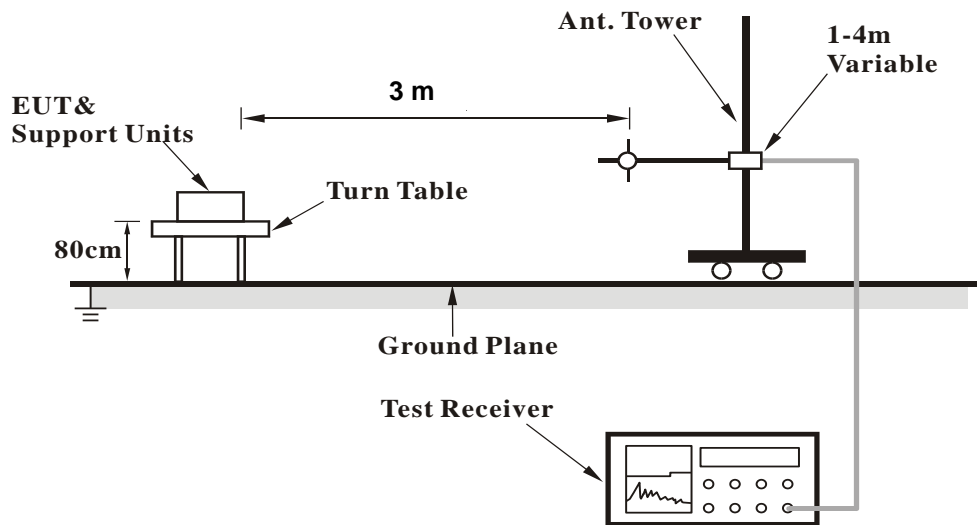 Ant. Tower
1-4m
Variable
3 m
EUT&
Support Units
Turn Table
80cm
Ground Plane
Test Receiver